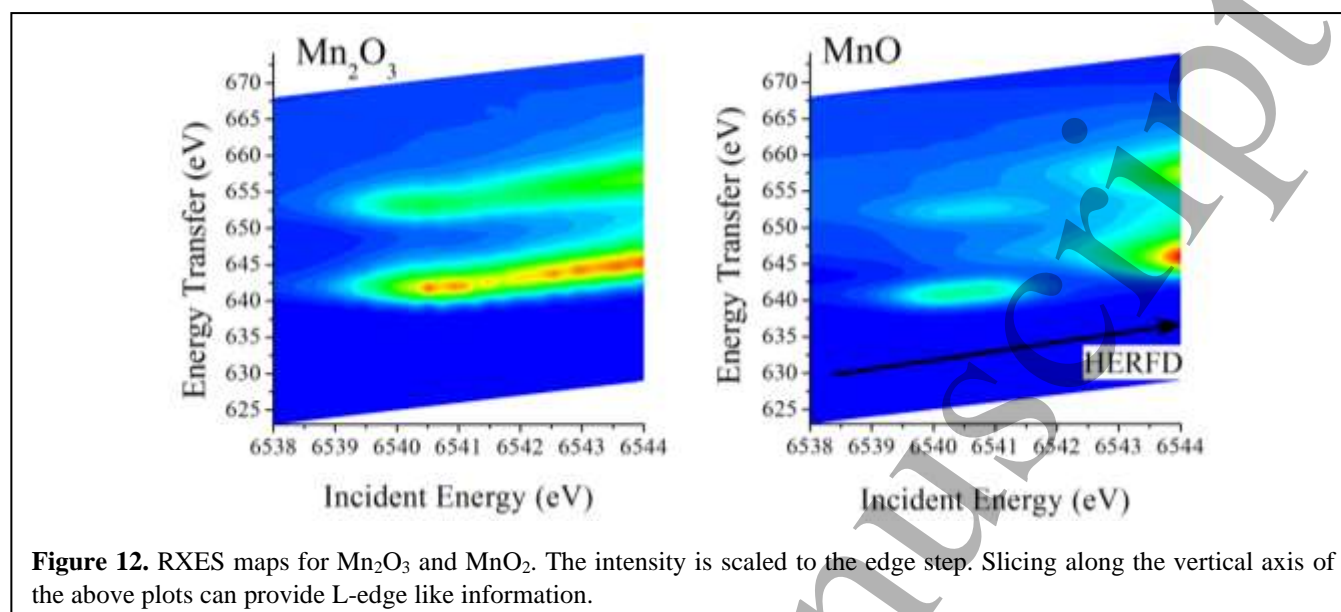 Mn2O3
MnO
Energy Transfer (eV)
670
665
660
655
650
645
640
635
630
625
6538 6539 6540 6541 6542 6543 6544
Incident Energy (eV)
Energy Transfer (eV)
670
665
660
655
650
645
640
635
630
625
HERFD
6538 6539 6540 6541 6542 6543 6544
Incident Energy (eV)
Figure 12. RXES maps for Mn2O3 and MnO2. The intensity is scaled to the edge step. Slicing along the vertical axis of
the above plots can provide L-edge like information.
nuscript